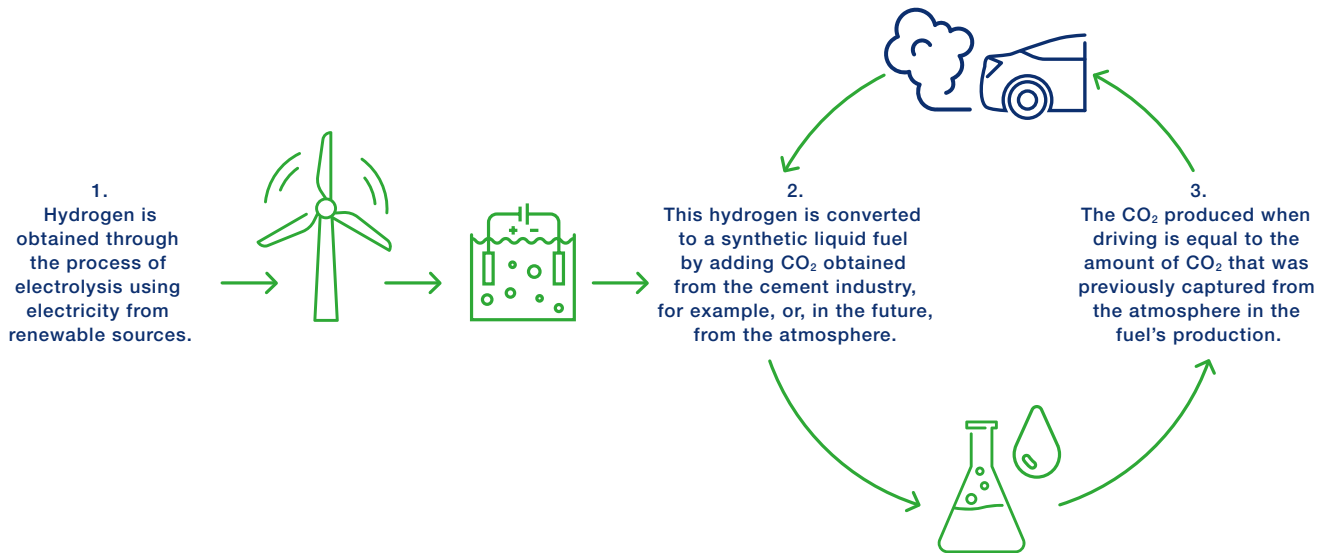 1.
Hydrogen is
obtained through
the process of
electrolysis using
electricity from
renewable sources.
+ −
2.
This hydrogen is converted
to a synthetic liquid fuel
by adding CO₂ obtained
from the cement industry,
for example, or, in the future,
from the atmosphere.
3.
The CO₂ produced when
driving is equal to the
amount of CO₂ that was
previously captured from
the atmosphere in the
fuel’s production.